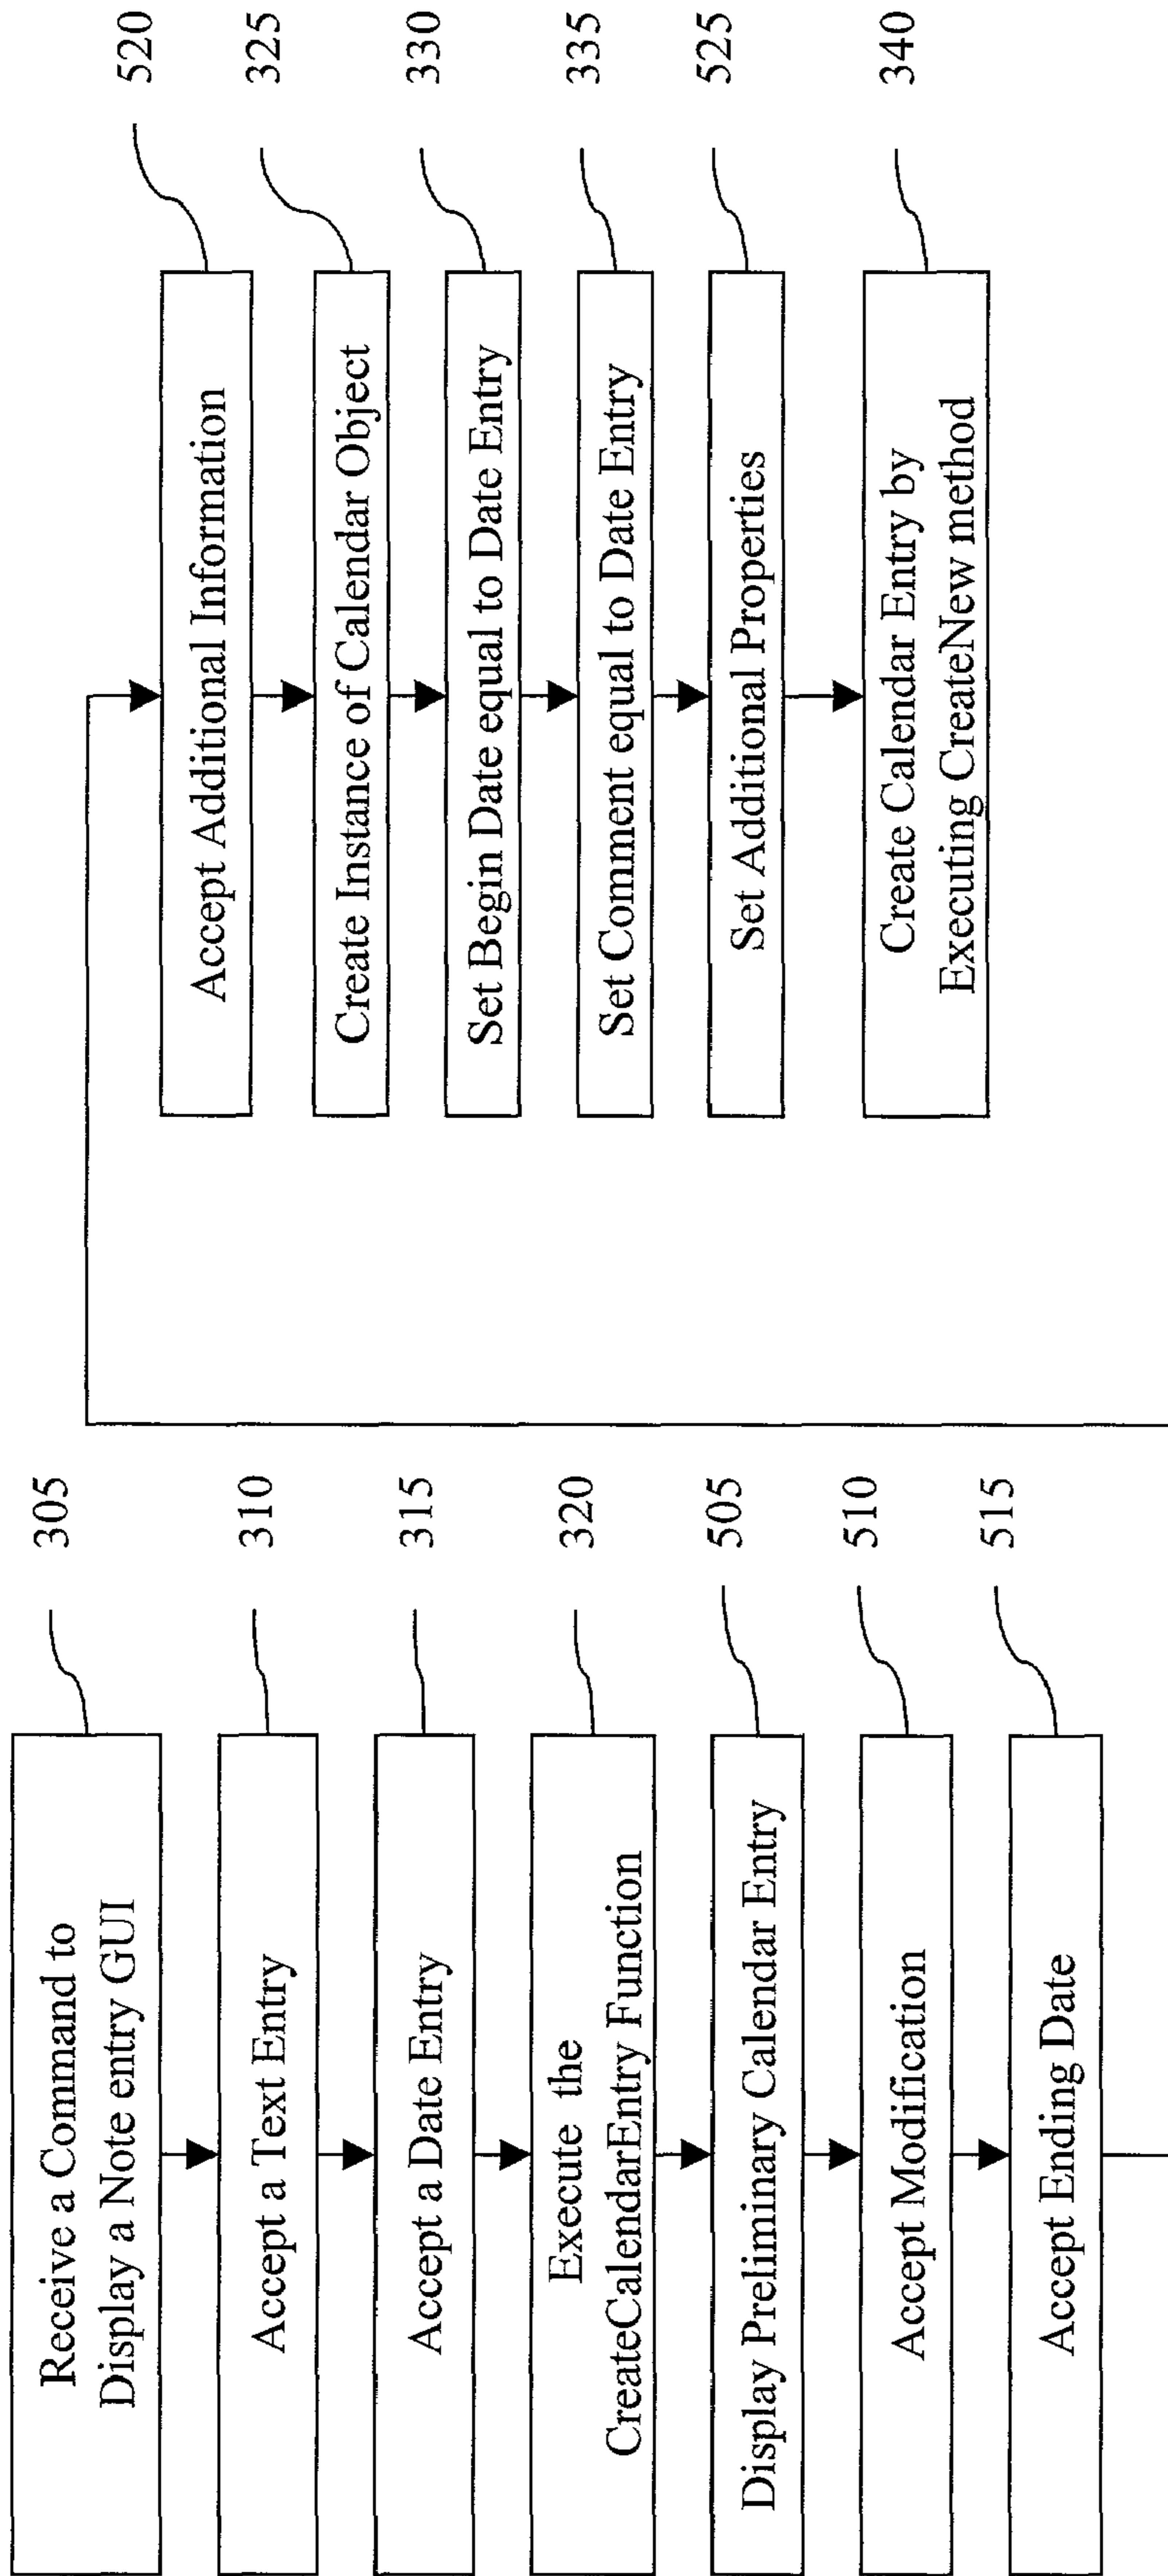 Receive a Command to
Display a Note entry GUI
305
Accept a Text Entry
310
Accept a Date Entry
315
Execute the
CreateCalendarEntry Function
320
Display Preliminary Calendar Entry
505
Accept Modification
510
Accept Ending Date
515
Accept Additional Information
520
Create Instance of Calendar Object
325
Set Begin Date equal to Date Entry
330
Set Comment equal to Date Entry
335
Set Additional Properties
525
Create Calendar Entry by
Executing CreateNew method
340